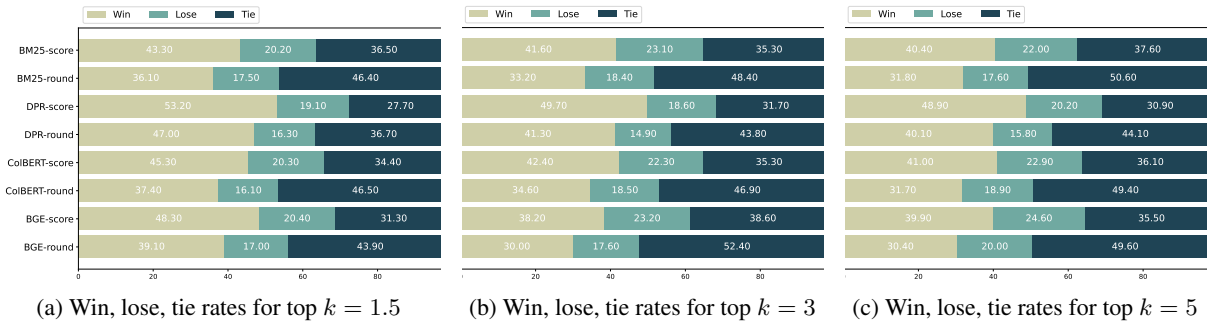 Win Lose Tie
BM25-score 43.30 20.20 36.50
BM25-round 36.10 17.50 46.40
DPR-score 53.20 19.10 27.70
DPR-round 47.00 16.30 36.70
ColBERT-score 45.30 20.30 34.40
ColBERT-round 37.40 16.10 46.50
BGE-score 48.30 20.40 31.30
BGE-round 39.10 17.00 43.90
0 20 40 60 80
(a) Win, lose, tie rates for top k = 1.5
Win Lose Tie
41.60 23.10 35.30
33.20 18.40 48.40
49.70 18.60 31.70
41.30 14.90 43.80
42.40 22.30 35.30
34.60 18.50 46.90
38.20 23.20 38.60
30.00 17.60 52.40
0 20 40 60 80
(b) Win, lose, tie rates for top k = 3
Win Lose Tie
40.40 22.00 37.60
31.80 17.60 50.60
48.90 20.20 30.90
40.10 15.80 44.10
41.00 22.90 36.10
31.70 18.90 49.40
39.90 24.60 35.50
30.40 20.00 49.60
0 20 40 60 80
(c) Win, lose, tie rates for top k = 5